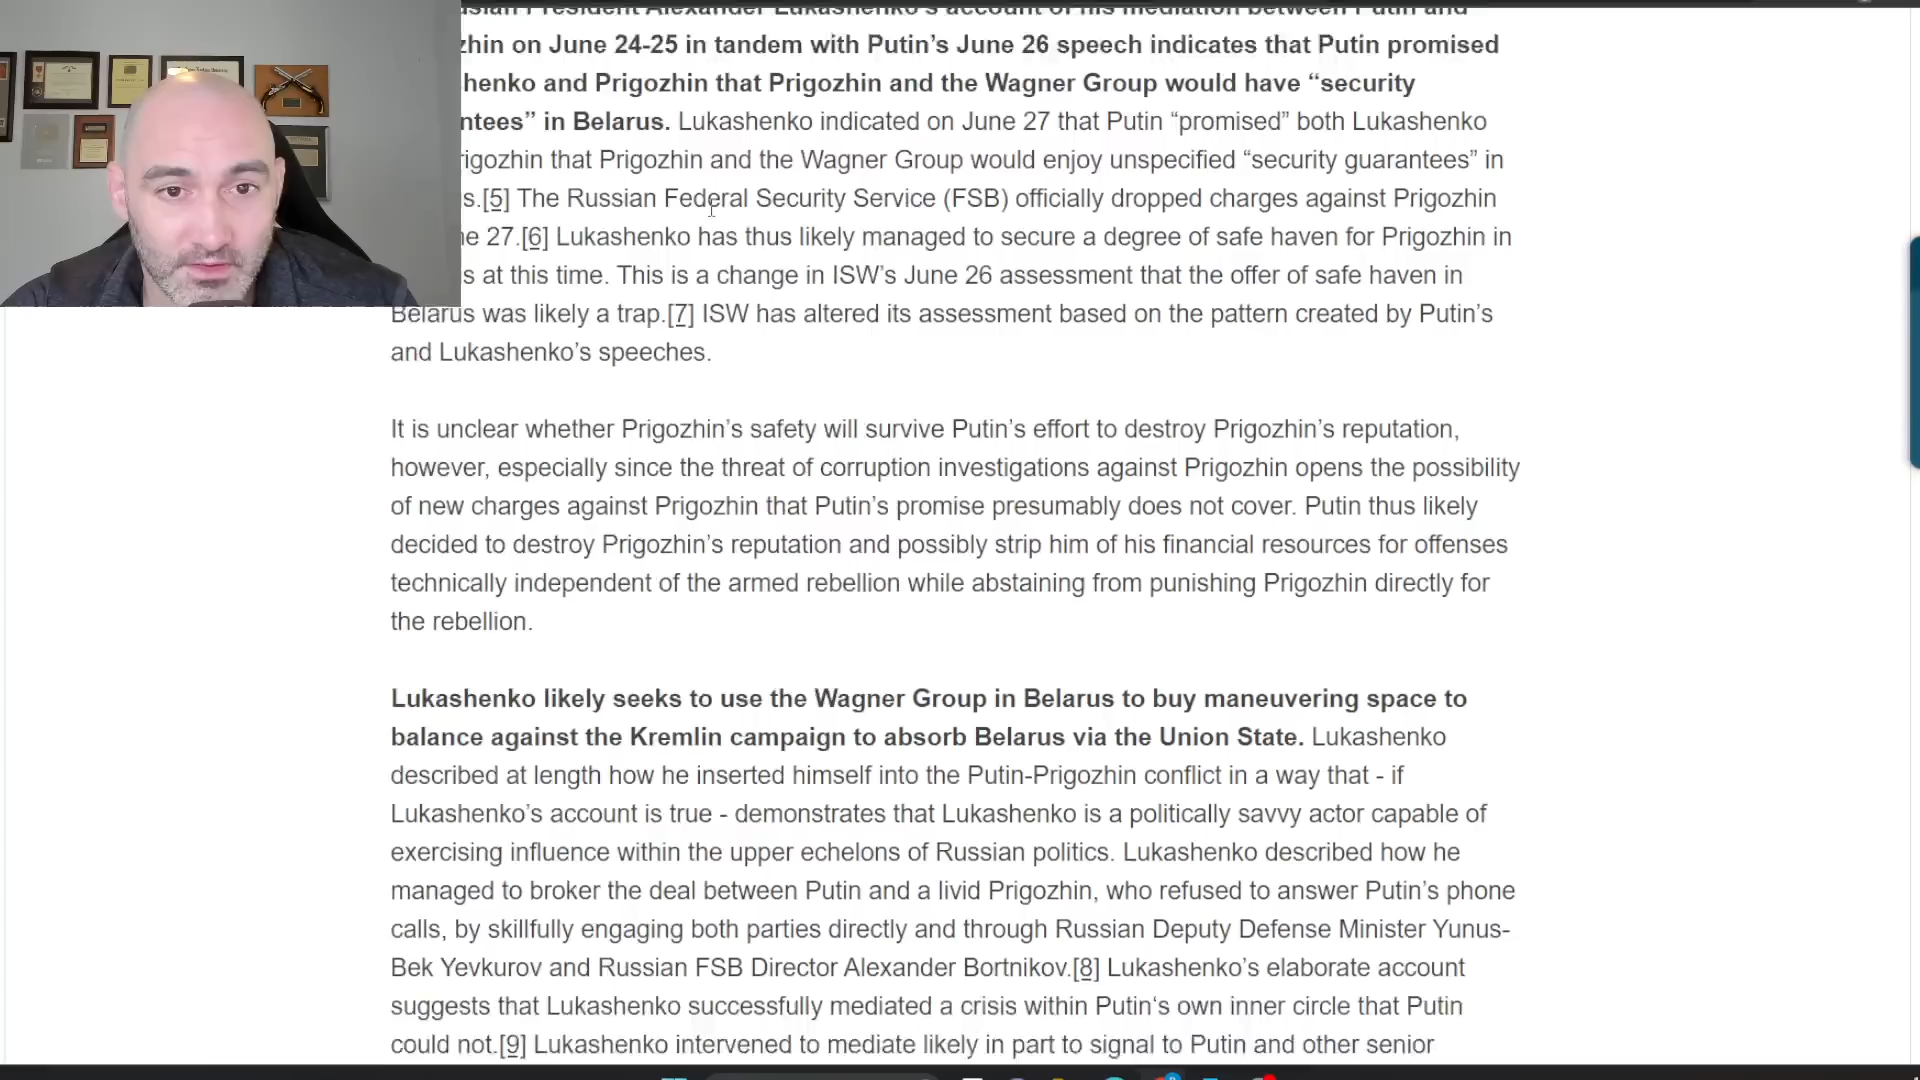 President Alexander Lukashenko’s account of his mediation between Putin and
on June 24-25 in tandem with Putin’s June 26 speech indicates that Putin promised
and Prigozhin that Prigozhin and the Wagner Group would have “security
in Belarus. Lukashenko indicated on June 27 that Putin “promised” both Lukashenko
that Prigozhin and the Wagner Group would enjoy unspecified “security guarantees” in
[5] The Russian Federal Security Service (FSB) officially dropped charges against Prigozhin
27.[6] Lukashenko has thus likely managed to secure a degree of safe haven for Prigozhin in
at this time. This is a change in ISW’s June 26 assessment that the offer of safe haven in
Belarus was likely a trap.[7] ISW has altered its assessment based on the pattern created by Putin’s
and Lukashenko’s speeches.
It is unclear whether Prigozhin’s safety will survive Putin’s effort to destroy Prigozhin’s reputation,
however, especially since the threat of corruption investigations against Prigozhin opens the possibility
of new charges against Prigozhin that Putin’s promise presumably does not cover. Putin thus likely
decided to destroy Prigozhin’s reputation and possibly strip him of his financial resources for offenses
technically independent of the armed rebellion while abstaining from punishing Prigozhin directly for
the rebellion.
Lukashenko likely seeks to use the Wagner Group in Belarus to buy maneuvering space to
balance against the Kremlin campaign to absorb Belarus via the Union State. Lukashenko
described at length how he inserted himself into the Putin-Prigozhin conflict in a way that - if
Lukashenko’s account is true - demonstrates that Lukashenko is a politically savvy actor capable of
exercising influence within the upper echelons of Russian politics. Lukashenko described how he
managed to broker the deal between Putin and a livid Prigozhin, who refused to answer Putin’s phone
calls, by skillfully engaging both parties directly and through Russian Deputy Defense Minister Yunus-
Bek Yevkurov and Russian FSB Director Alexander Bortnikov.[8] Lukashenko’s elaborate account
suggests that Lukashenko successfully mediated a crisis within Putin‘s own inner circle that Putin
could not.[9] Lukashenko intervened to mediate likely in part to signal to Putin and other senior